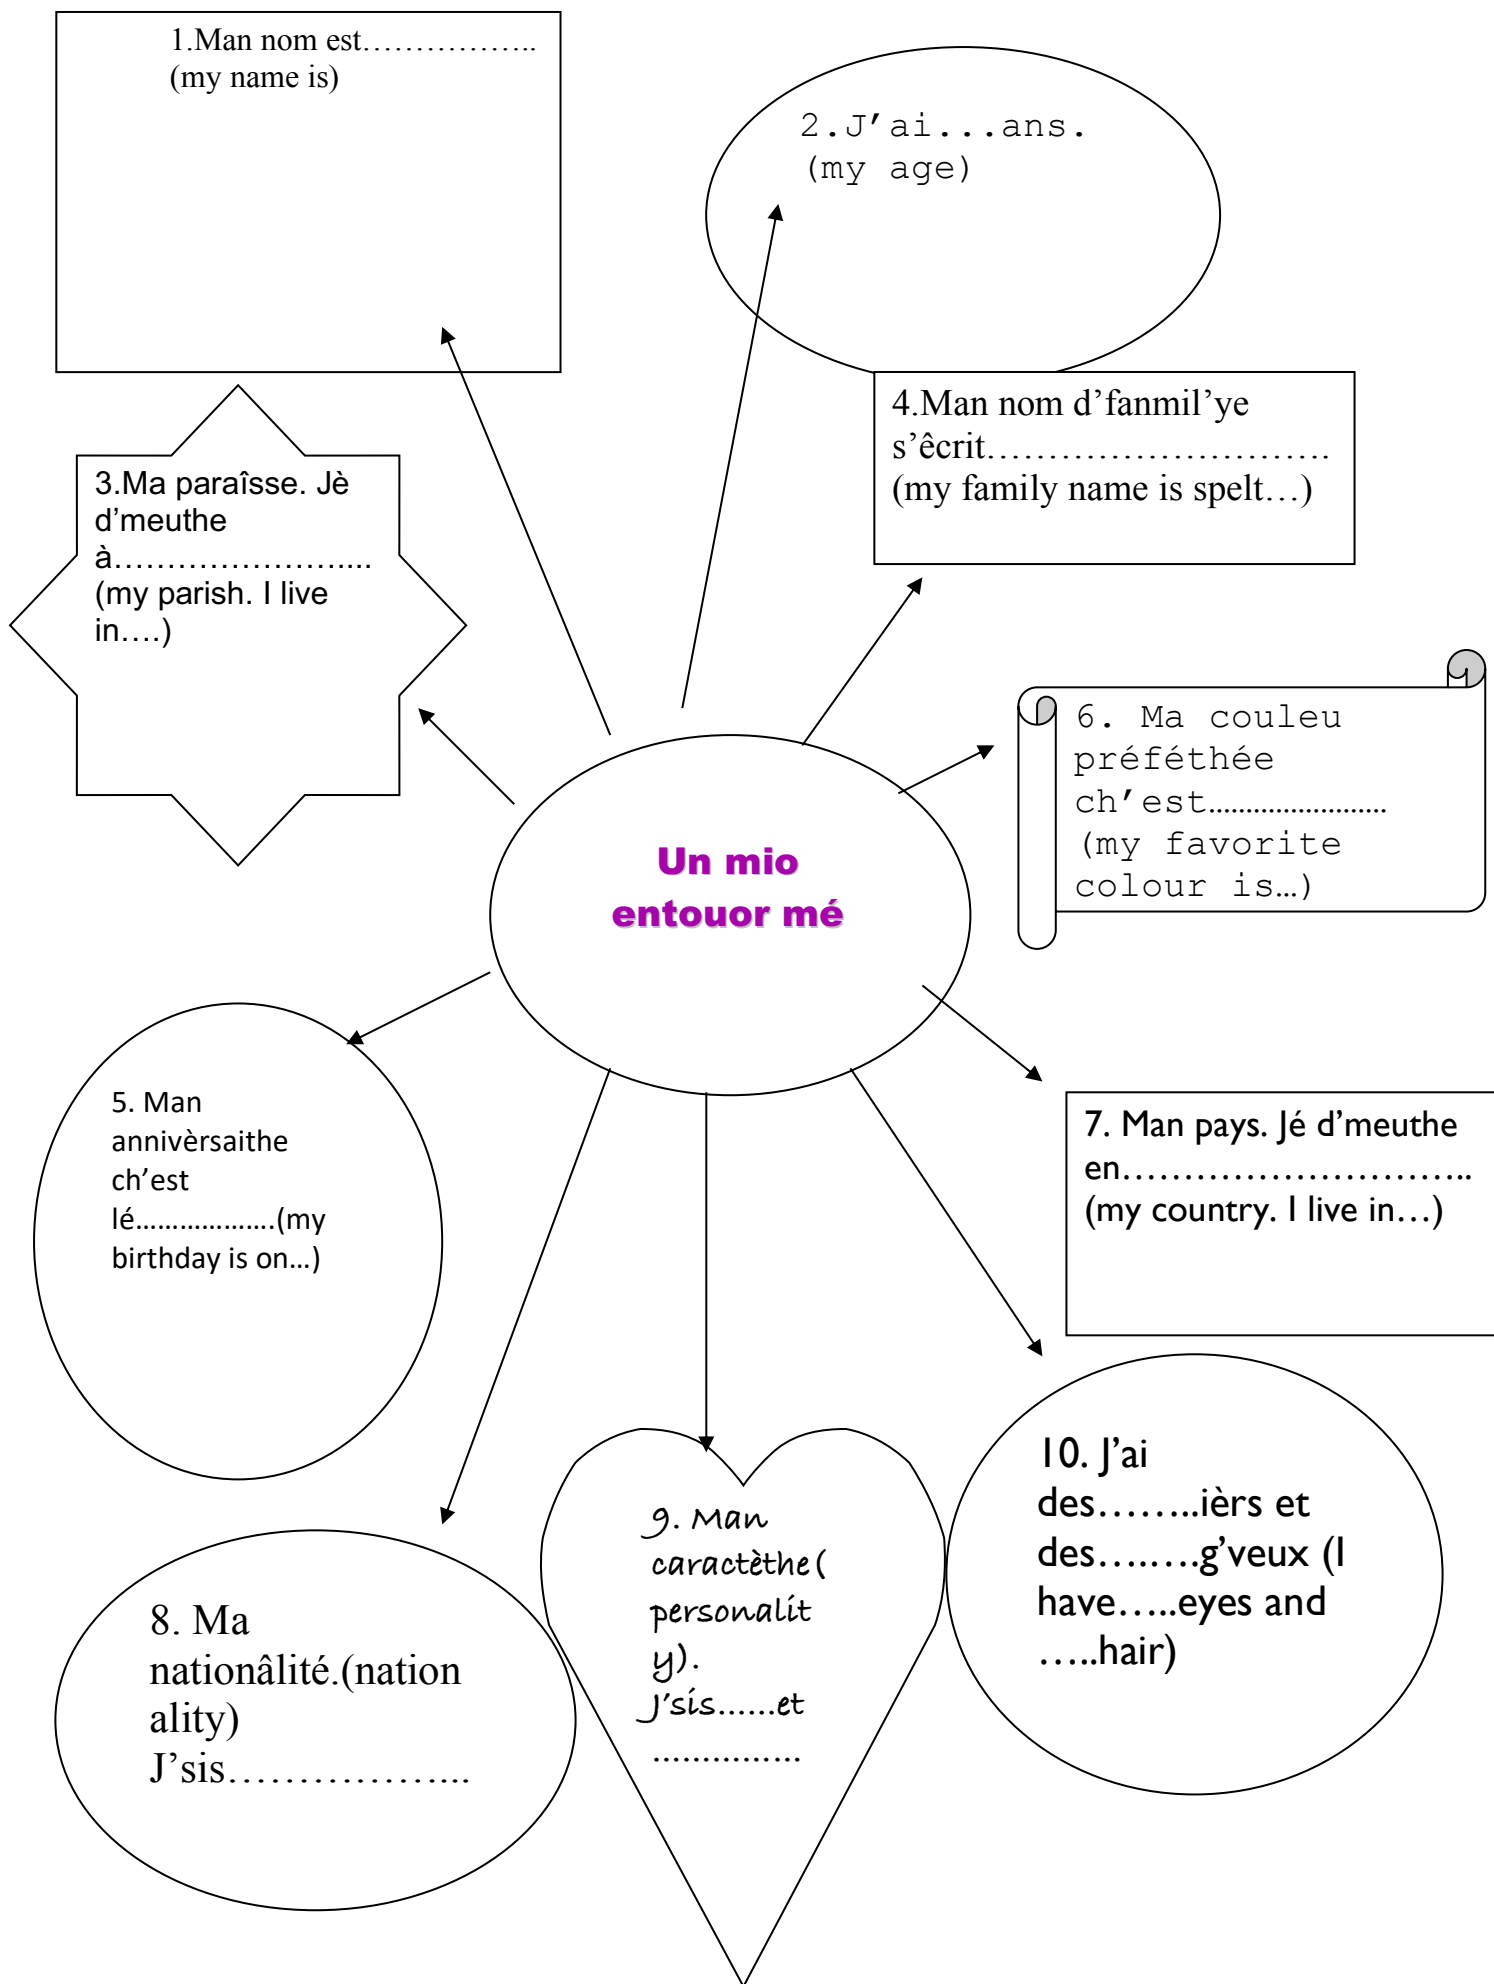 1.Man nom est……………..
(my name is)
2.J’ai...ans.
(my age)
3.Ma paraîsse. Jè
d’meuthe
à…………………...
(my parish. I live
in….)
4.Man nom d’fanmil’ye
s’êcrit……………………….
(my family name is spelt…)
Un mio
entouor mé
5. Man
annivèrsaithe
ch’est
lé……………….(my
birthday is on…)
6. Ma couleu
préféthée
ch’est……………………
(my favorite
colour is…)
7. Man pays. Jé d’meuthe
en………………………..
(my country. I live in…)
8. Ma
nationâlité.(nation
ality)
J’sis……………...
9. Man
caractèthe(
personalit
y).
J’sis......et
...............
10. J’ai
des……..ièrs et
des…..….g’veux (I
have…..eyes and
…..hair)